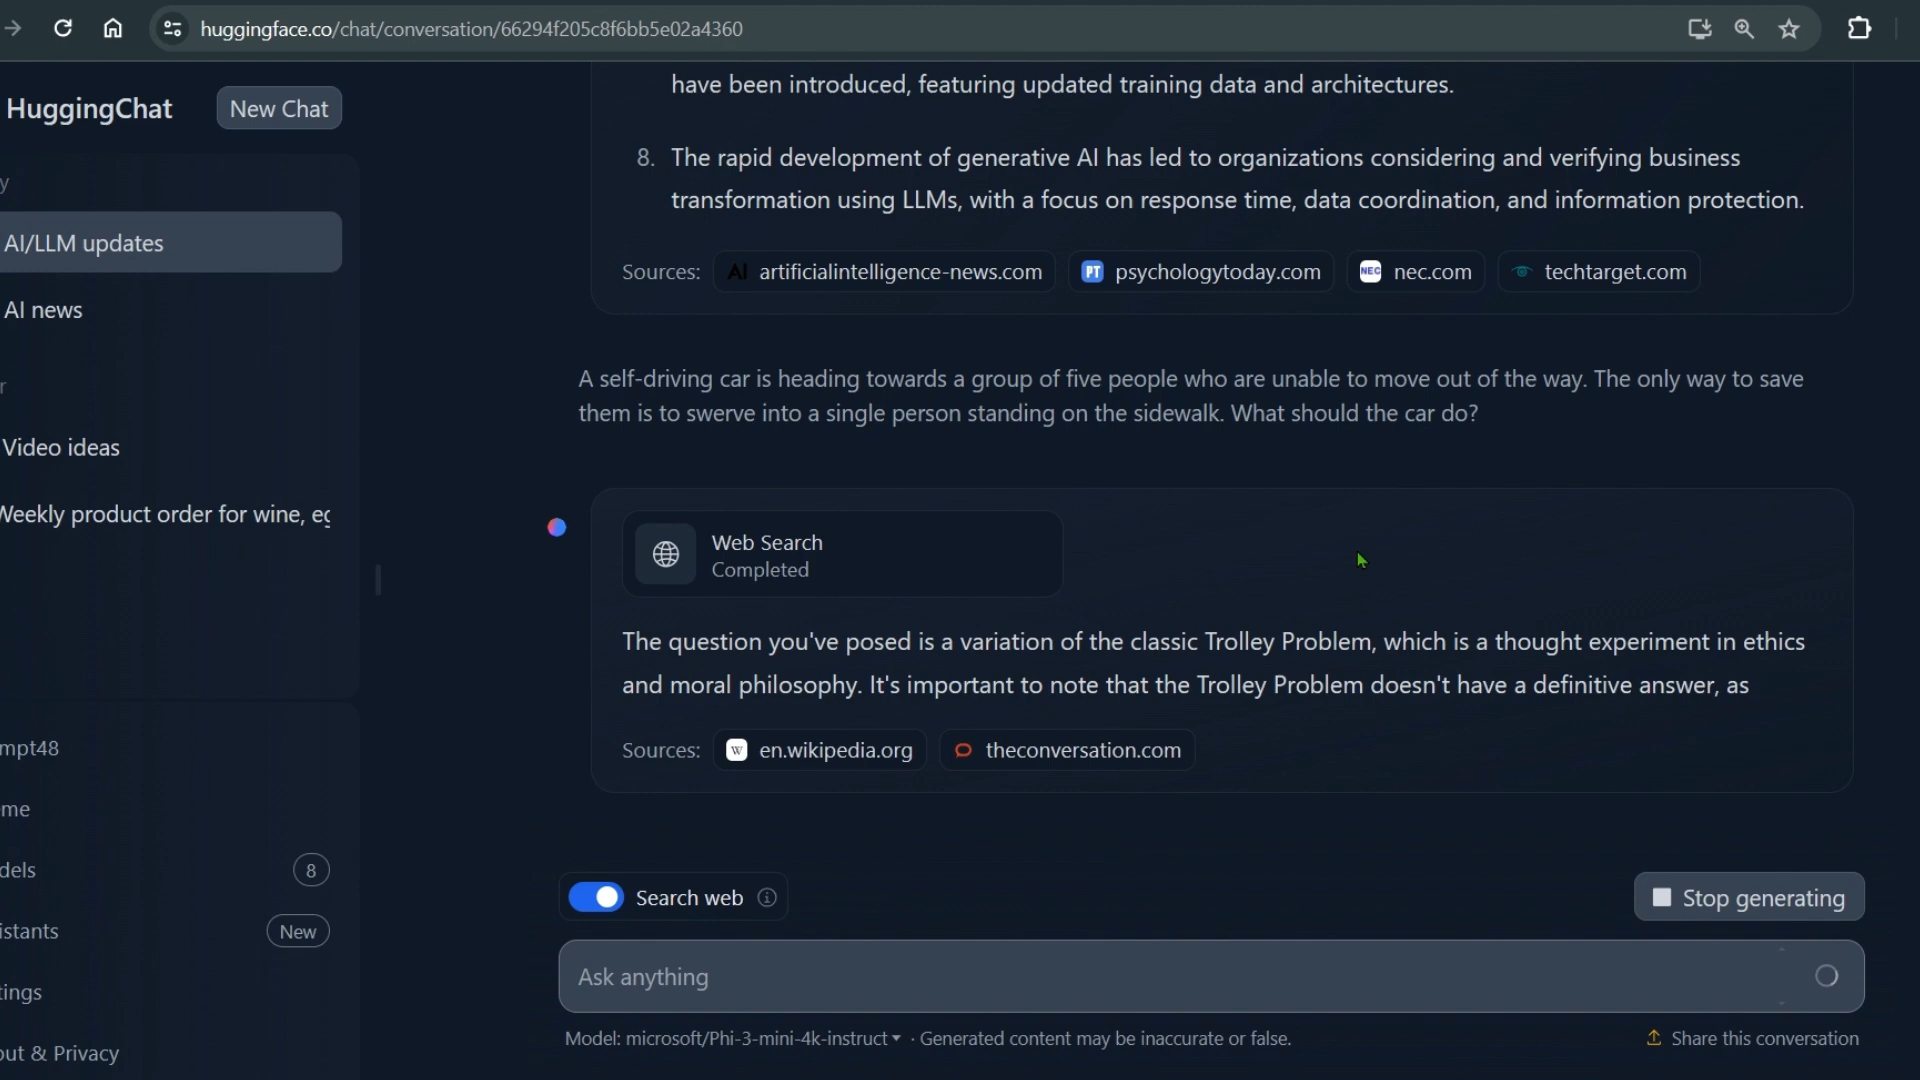 huggingface.co/chat/conversation/66294f205c8f6bb5e02a4360
HuggingChat
New Chat
y
AI/LLM updates
AI news
r
Video ideas
Weekly product order for wine, eg
mpt48
me
dels
8
istants
New
tings
out & Privacy
have been introduced, featuring updated training data and architectures.
8. The rapid development of generative AI has led to organizations considering and verifying business
transformation using LLMs, with a focus on response time, data coordination, and information protection.
Sources: AI artificialintelligence-news.com PT psychologytoday.com NEC nec.com techtarget.com
A self-driving car is heading towards a group of five people who are unable to move out of the way. The only way to save
them is to swerve into a single person standing on the sidewalk. What should the car do?
Web Search
Completed
The question you've posed is a variation of the classic Trolley Problem, which is a thought experiment in ethics
and moral philosophy. It's important to note that the Trolley Problem doesn't have a definitive answer, as
Sources: W en.wikipedia.org theconversation.com
Search web
Stop generating
Ask anything
Model: microsoft/Phi-3-mini-4k-instruct · Generated content may be inaccurate or false.
Share this conversation